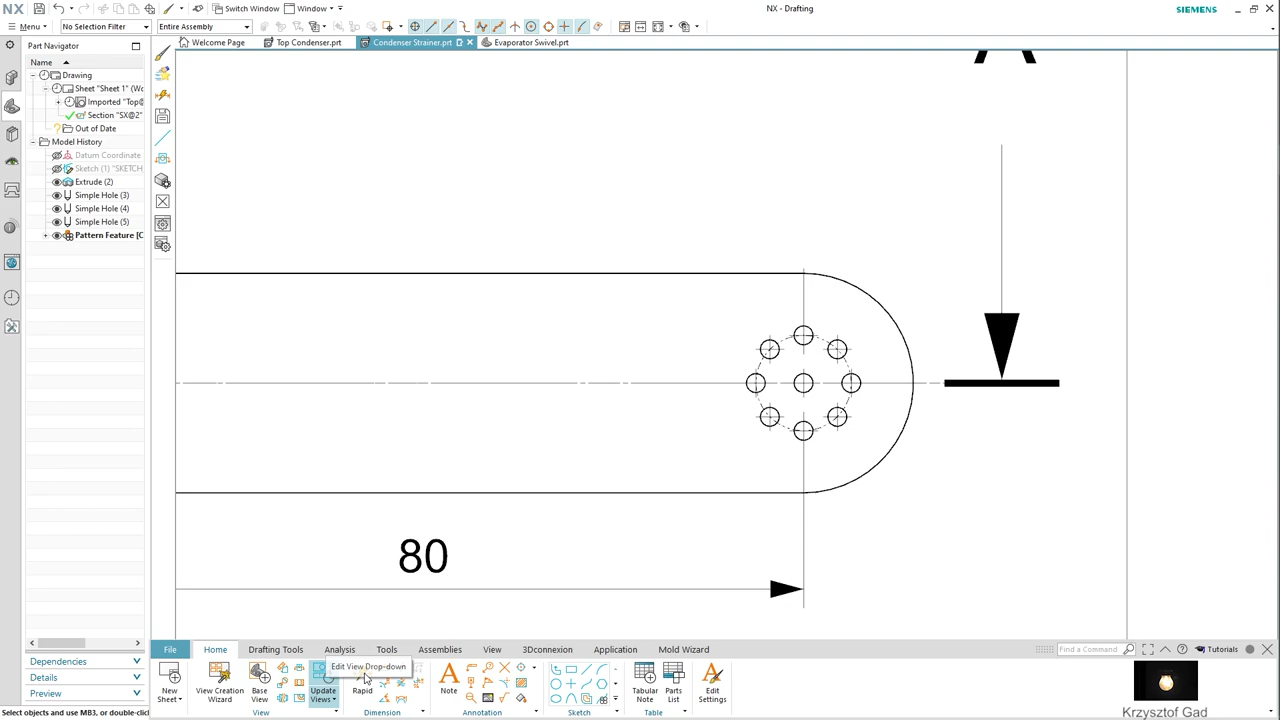 NX
Switch Window
Window
NX - Drafting
SIEMENS
Menu
No Selection Filter
Entire Assembly
Part Navigator
Welcome Page
Top Condenser.prt
Condenser Strainer.prt
Evaporator Swivel.prt
Name
Drawing
Sheet "Sheet 1" (Wo
Imported "Top@
Section "SX@2"
Out of Date
Model History
Datum Coordinate
Sketch (1) "SKETCH
Extrude (2)
Simple Hole (3)
Simple Hole (4)
Simple Hole (5)
Pattern Feature [C
80
Dependencies
Details
Preview
File
Home
Drafting Tools
Analysis
Tools
Assemblies
View
3Dconnexion
Application
Mold Wizard
Find a Command
Tutorials
Edit View Drop-down
New
Sheet
View Creation
Wizard
Base
View
Update
Views
Rapid
Note
Tabular
Note
Parts
List
Edit
Settings
View
Dimension
Annotation
Sketch
Table
Select objects and use MB3, or double-click
Krzysztof Gad